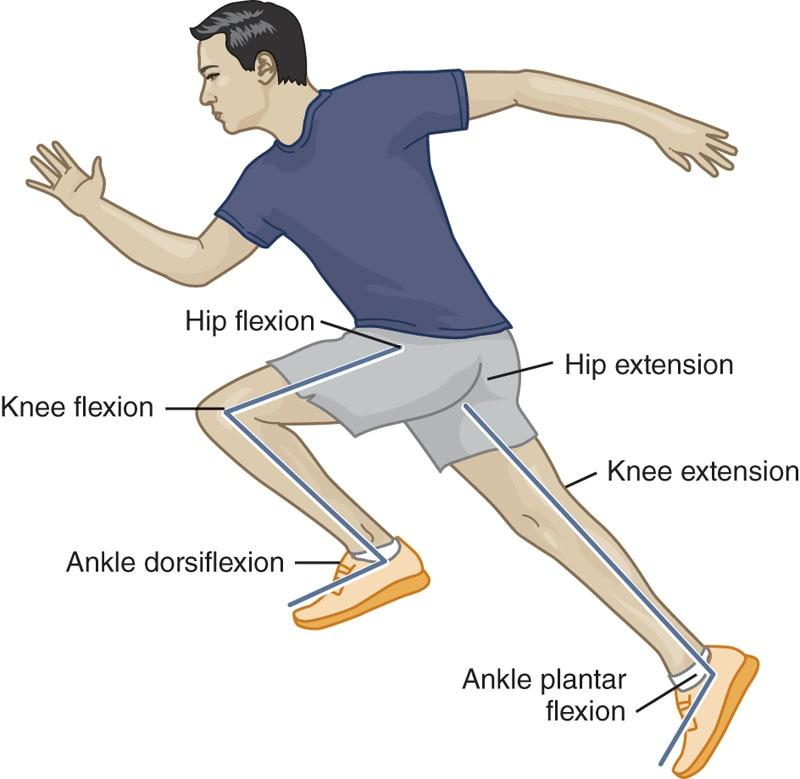 Hip flexion
Hip extension
Knee flexion
Knee extension
Ankle dorsiflexion
Ankle plantar
flexion